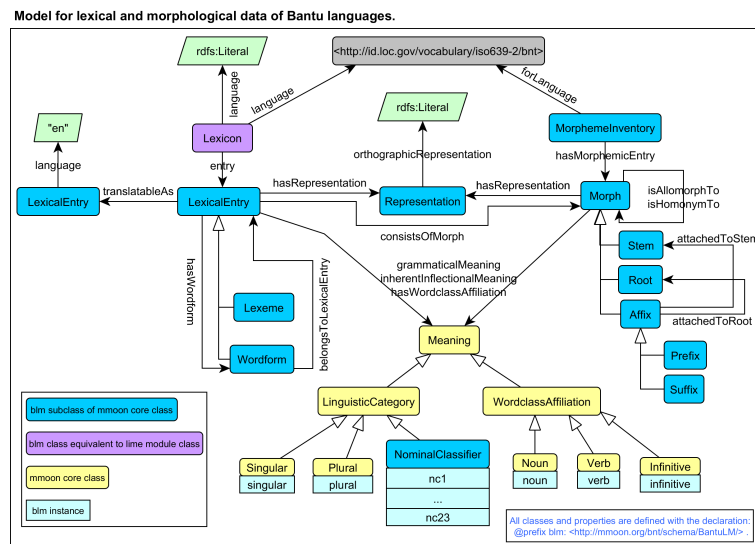 Model for lexical and morphological data of Bantu languages.
rdfs:Literal
<http://id.loc.gov/vocabulary/iso639-2/bnt>
language
language
forLanguage
"en"
rdfs:Literal
Lexicon
MorphemeInventory
language
entry
orthographicRepresentation
hasMorphemicEntry
LexicalEntry
translatableAs
LexicalEntry
hasRepresentation
Representation
hasRepresentation
Morph
isAllomorphTo
isHomonymTo
consistsOfMorph
Stem
attachedToStem
hasWordform
belongsToLexicalEntry
grammaticalMeaning
inherentInflectionalMeaning
hasWordclassAffiliation
Root
Lexeme
Affix
attachedToRoot
Wordform
Meaning
Prefix
Suffix
LinguisticCategory
WordclassAffiliation
blm subclass of mmoon core class
blm class equivalent to lime module class
mmoon core class
blm instance
Singular
singular
Plural
plural
NominalClassifier
nc1
...
nc23
Noun
noun
Verb
verb
Infinitive
infinitive
All classes and properties are defined with the declaration:
@prefix blm: <http://mmoon.org/bnt/schema/BantuLM/> .